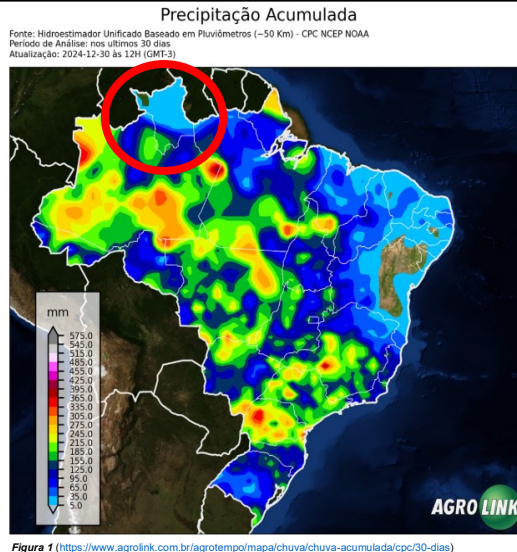 Precipitação Acumulada
Fonte: Hidroestimador Unificado Baseado em Pluviômetros (~50 Km) - CPC NCEP NOAA
Período de Análise: nos ultimos 30 dias
Atualização: 2024-12-30 às 12H (GMT-3)
mm
575.0
545.0
515.0
485.0
455.0
425.0
395.0
365.0
335.0
305.0
275.0
245.0
215.0
185.0
155.0
125.0
95.0
65.0
35.0
5.0
AGROLINK
Figura 1 (https://www.agrolink.com.br/agrotempo/mapa/chuva/chuva-acumulada/cpc/30-dias)